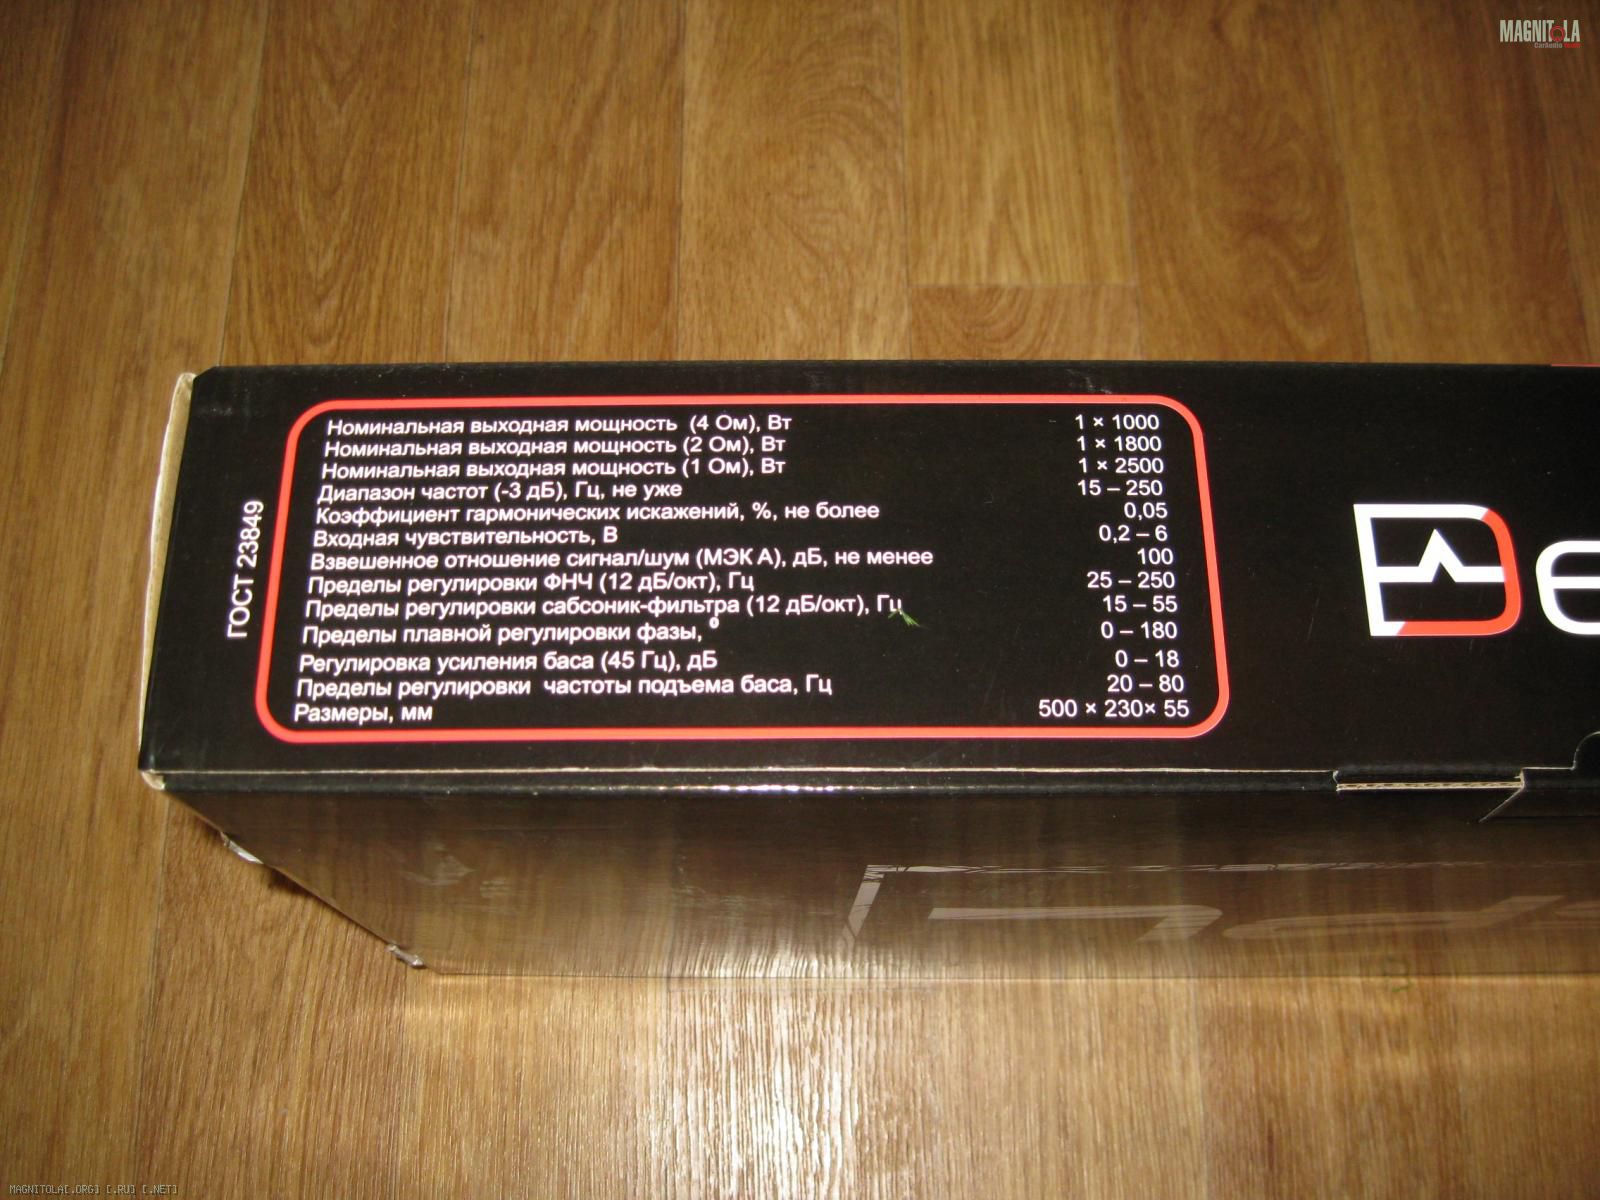 MAGNITOLA
CarAudio
Номинальная выходная мощность (4 Ом), Вт 1 × 1000
Номинальная выходная мощность (2 Ом), Вт 1 × 1800
Номинальная выходная мощность (1 Ом), Вт 1 × 2500
Диапазон частот (-3 дБ), Гц, не уже 15 – 250
Коэффициент гармонических искажений, %, не более 0,05
Входная чувствительность, В 0,2 – 6
Взвешенное отношение сигнал/шум (МЭК А), дБ, не менее 100
Пределы регулировки ФНЧ (12 дБ/окт), Гц 25 – 250
Пределы регулировки сабсоник-фильтра (12 дБ/окт), Гц 15 – 55
Пределы плавной регулировки фазы, ⁰ 0 – 180
Регулировка усиления баса (45 Гц), дБ 0 – 18
Пределы регулировки частоты подъема баса, Гц 20 – 80
Размеры, мм 500 × 230× 55
ГОСТ 23849
De
MAGNITOLA[.ORG] [.RU] [.NET]